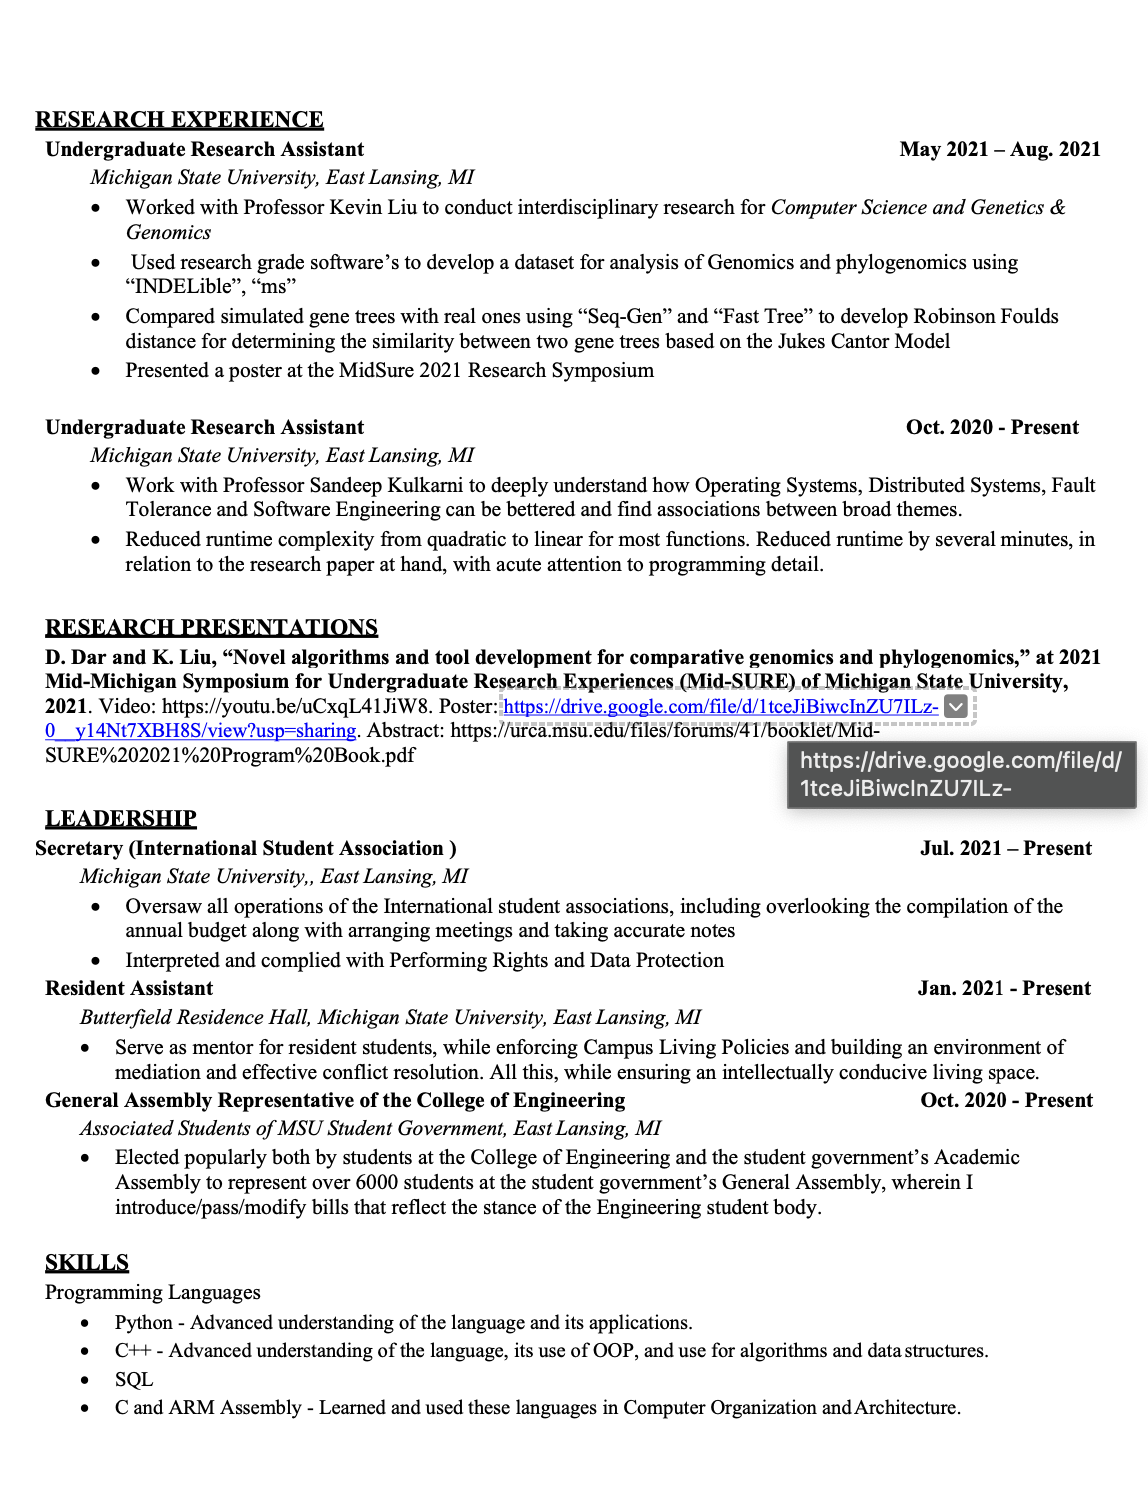 RESEARCH EXPERIENCE
Undergraduate Research Assistant May 2021 – Aug. 2021
Michigan State University, East Lansing, MI
• Worked with Professor Kevin Liu to conduct interdisciplinary research for Computer Science and Genetics &
Genomics
• Used research grade software’s to develop a dataset for analysis of Genomics and phylogenomics using
“INDELible”, “ms”
• Compared simulated gene trees with real ones using “Seq-Gen” and “Fast Tree” to develop Robinson Foulds
distance for determining the similarity between two gene trees based on the Jukes Cantor Model
• Presented a poster at the MidSure 2021 Research Symposium
Undergraduate Research Assistant Oct. 2020 - Present
Michigan State University, East Lansing, MI
• Work with Professor Sandeep Kulkarni to deeply understand how Operating Systems, Distributed Systems, Fault
Tolerance and Software Engineering can be bettered and find associations between broad themes.
• Reduced runtime complexity from quadratic to linear for most functions. Reduced runtime by several minutes, in
relation to the research paper at hand, with acute attention to programming detail.
RESEARCH PRESENTATIONS
D. Dar and K. Liu, “Novel algorithms and tool development for comparative genomics and phylogenomics,” at 2021
Mid-Michigan Symposium for Undergraduate Research Experiences (Mid-SURE) of Michigan State University,
2021. Video: https://youtu.be/uCxqL41JiW8. Poster: https://drive.google.com/file/d/1tceJiBiwcInZU7ILz-
0__y14Nt7XBH8S/view?usp=sharing. Abstract: https://urca.msu.edu/files/forums/41/booklet/Mid-
SURE%202021%20Program%20Book.pdf
https://drive.google.com/file/d/
1tceJiBiwcInZU7ILz-
LEADERSHIP
Secretary (International Student Association ) Jul. 2021 – Present
Michigan State University,, East Lansing, MI
• Oversaw all operations of the International student associations, including overlooking the compilation of the
annual budget along with arranging meetings and taking accurate notes
• Interpreted and complied with Performing Rights and Data Protection
Resident Assistant Jan. 2021 - Present
Butterfield Residence Hall, Michigan State University, East Lansing, MI
• Serve as mentor for resident students, while enforcing Campus Living Policies and building an environment of
mediation and effective conflict resolution. All this, while ensuring an intellectually conducive living space.
General Assembly Representative of the College of Engineering Oct. 2020 - Present
Associated Students of MSU Student Government, East Lansing, MI
• Elected popularly both by students at the College of Engineering and the student government’s Academic
Assembly to represent over 6000 students at the student government’s General Assembly, wherein I
introduce/pass/modify bills that reflect the stance of the Engineering student body.
SKILLS
Programming Languages
• Python - Advanced understanding of the language and its applications.
• C++ - Advanced understanding of the language, its use of OOP, and use for algorithms and data structures.
• SQL
• C and ARM Assembly - Learned and used these languages in Computer Organization and Architecture.